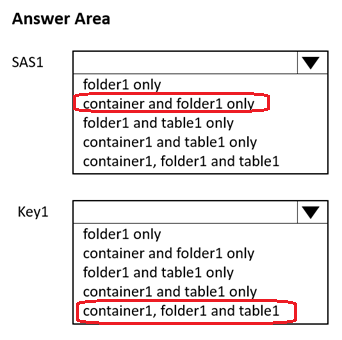 Answer Area
SAS1
folder1 only
container and folder1 only
folder1 and table1 only
container1 and table1 only
container1, folder1 and table1
Key1
folder1 only
container and folder1 only
folder1 and table1 only
container1 and table1 only
container1, folder1 and table1